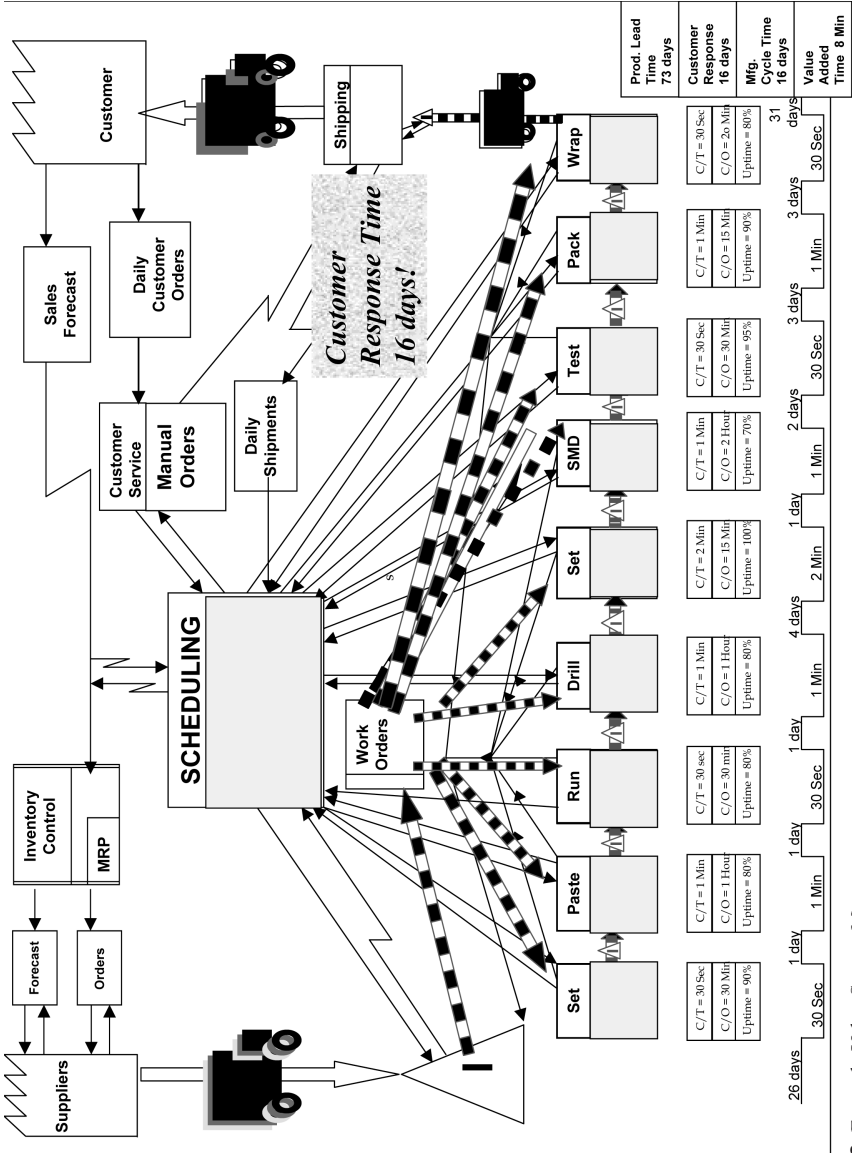 Suppliers
Forecast
Orders
Inventory
Control
MRP
SCHEDULING
Customer
Service
Manual
Orders
Sales
Forecast
Daily
Customer
Orders
Customer
Daily
Shipments
Shipping
Customer
Response Time
16 days!
s
Work
Orders
I
Set
Paste
Run
Drill
Set
SMD
Test
Pack
Wrap
I
I
I
I
I
I
I
I
C/T = 30 Sec
C/O = 30 Min
Uptime = 90%
C/T = 1 Min
C/O = 1 Hour
Uptime = 80%
C/T = 30 sec
C/O = 30 min
Uptime = 80%
C/T = 1 Min
C/O = 1 Hour
Uptime = 80%
C/T = 2 Min
C/O = 15 Min
Uptime = 100%
C/T = 1 Min
C/O = 2 Hour
Uptime = 70%
C/T = 30 Sec
C/O = 30 Min
Uptime = 95%
C/T = 1 Min
C/O = 15 Min
Uptime = 90%
C/T = 30 Sec
C/O = 2o Min
Uptime = 80%
26 days
30 Sec
1 day
1 Min
1 day
30 Sec
1 day
1 Min
4 days
2 Min
1 day
1 Min
2 days
30 Sec
3 days
1 Min
3 days
30 Sec
31
days
Prod. Lead
Time
73 days
Customer
Response
16 days
Mfg.
Cycle Time
16 days
Value
Added
Time 8 Min